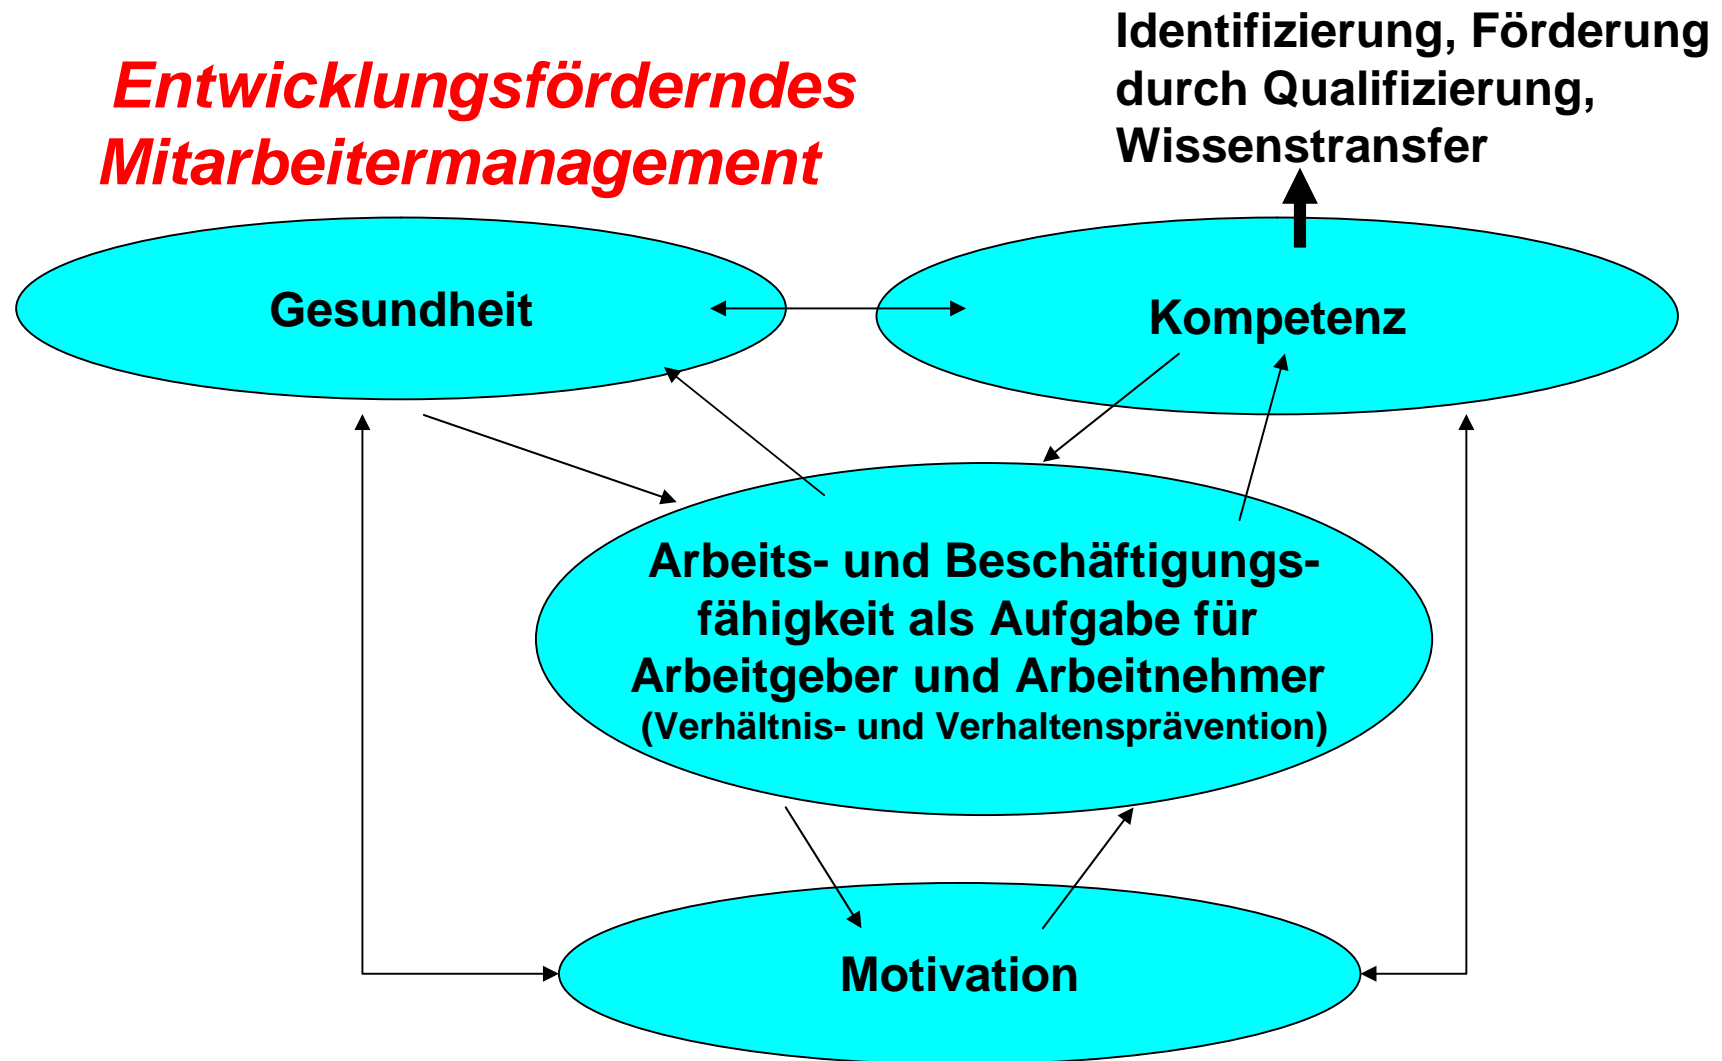 Entwicklungsförderndes
Mitarbeitermanagement
Identifizierung, Förderung
durch Qualifizierung,
Wissenstransfer
Gesundheit
Kompetenz
Arbeits- und Beschäftigungs-
fähigkeit als Aufgabe für
Arbeitgeber und Arbeitnehmer
(Verhältnis- und Verhaltensprävention)
Motivation